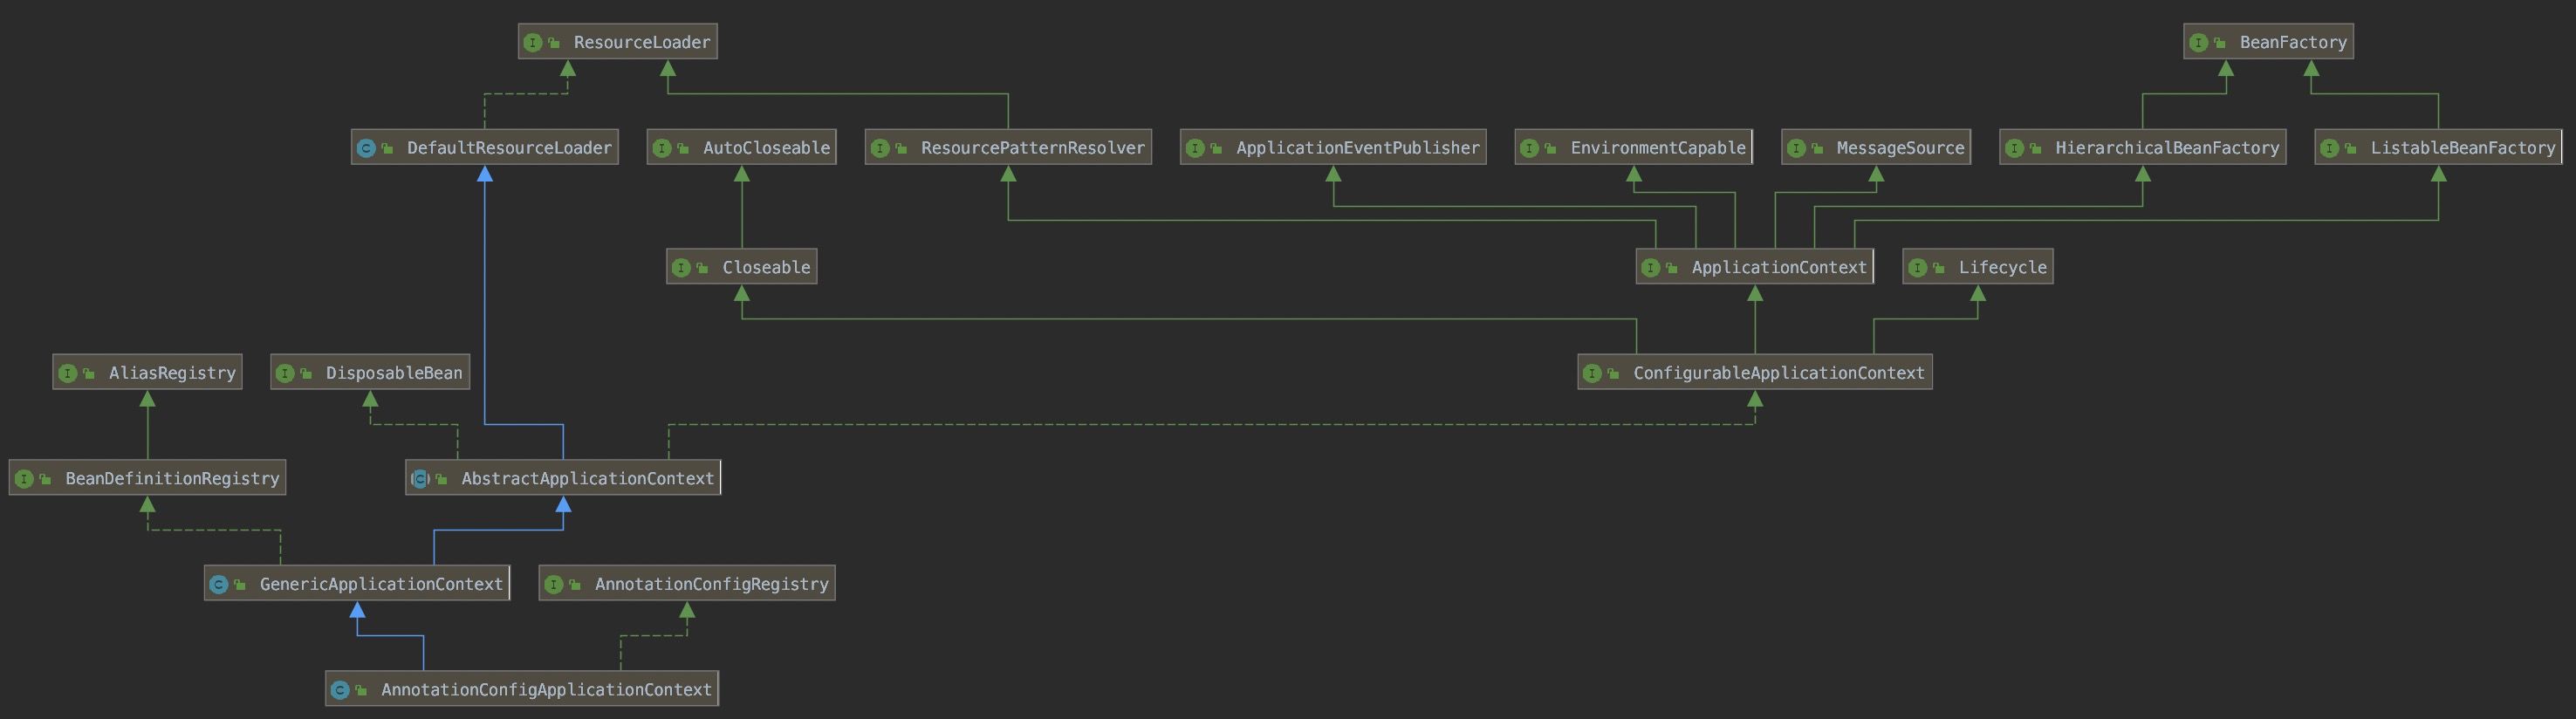 ResourceLoader
BeanFactory
DefaultResourceLoader
AutoCloseable
ResourcePatternResolver
ApplicationEventPublisher
EnvironmentCapable
MessageSource
HierarchicalBeanFactory
ListableBeanFactory
Closeable
ApplicationContext
Lifecycle
AliasRegistry
DisposableBean
ConfigurableApplicationContext
BeanDefinitionRegistry
AbstractApplicationContext
GenericApplicationContext
AnnotationConfigRegistry
AnnotationConfigApplicationContext